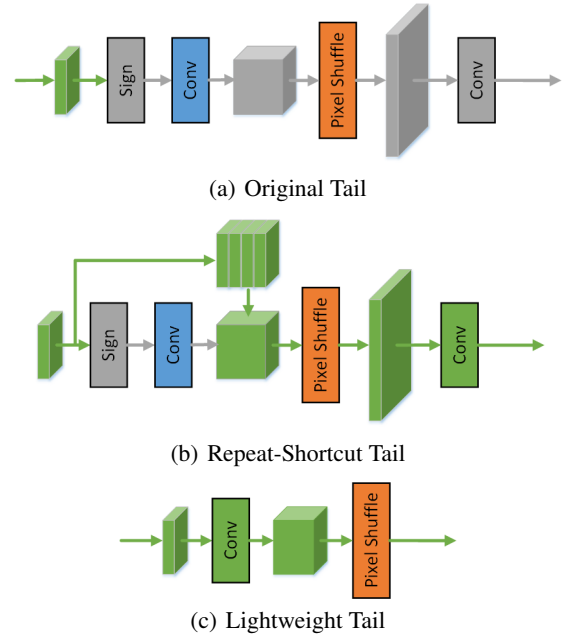 Sign
Conv
Pixel Shuffle
Conv
(a) Original Tail
Sign
Conv
Pixel Shuffle
Conv
(b) Repeat-Shortcut Tail
Conv
Pixel Shuffle
(c) Lightweight Tail